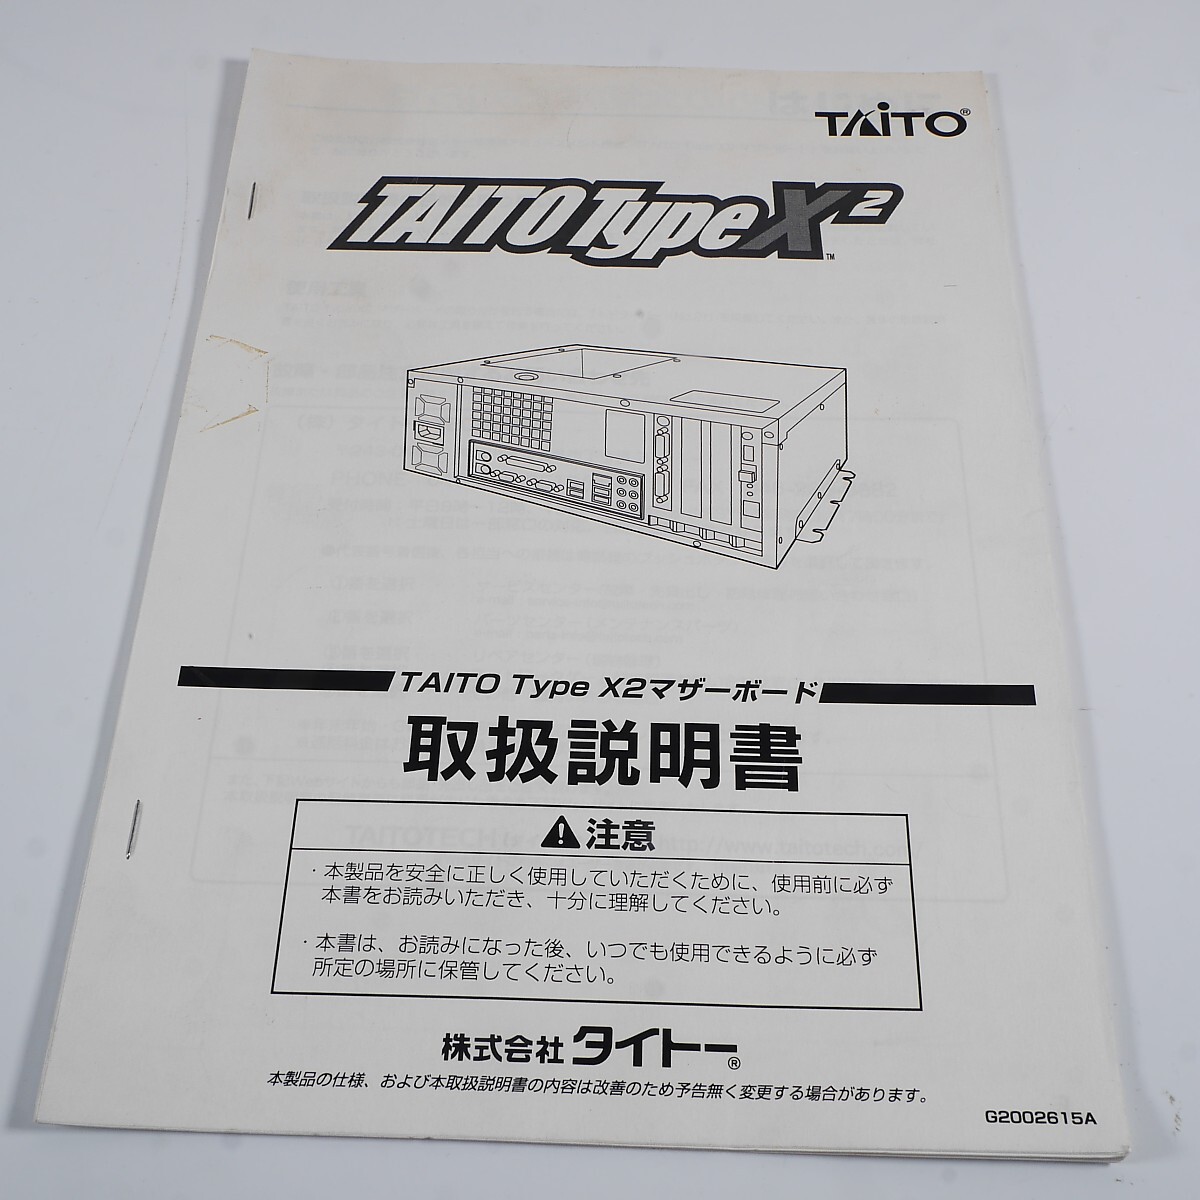 TAITO®
TAITO Type X2™
TAITO Type X2マザーボード
取扱説明書
注意
・本製品を安全に正しく使用していただくために、使用前に必ず
本書をお読みいただき、十分に理解してください。
・本書は、お読みになった後、いつでも使用できるように必ず
所定の場所に保管してください。
株式会社 タイトー®
本製品の仕様、および本取扱説明書の内容は改善のため予告無く変更する場合があります。
G2002615A